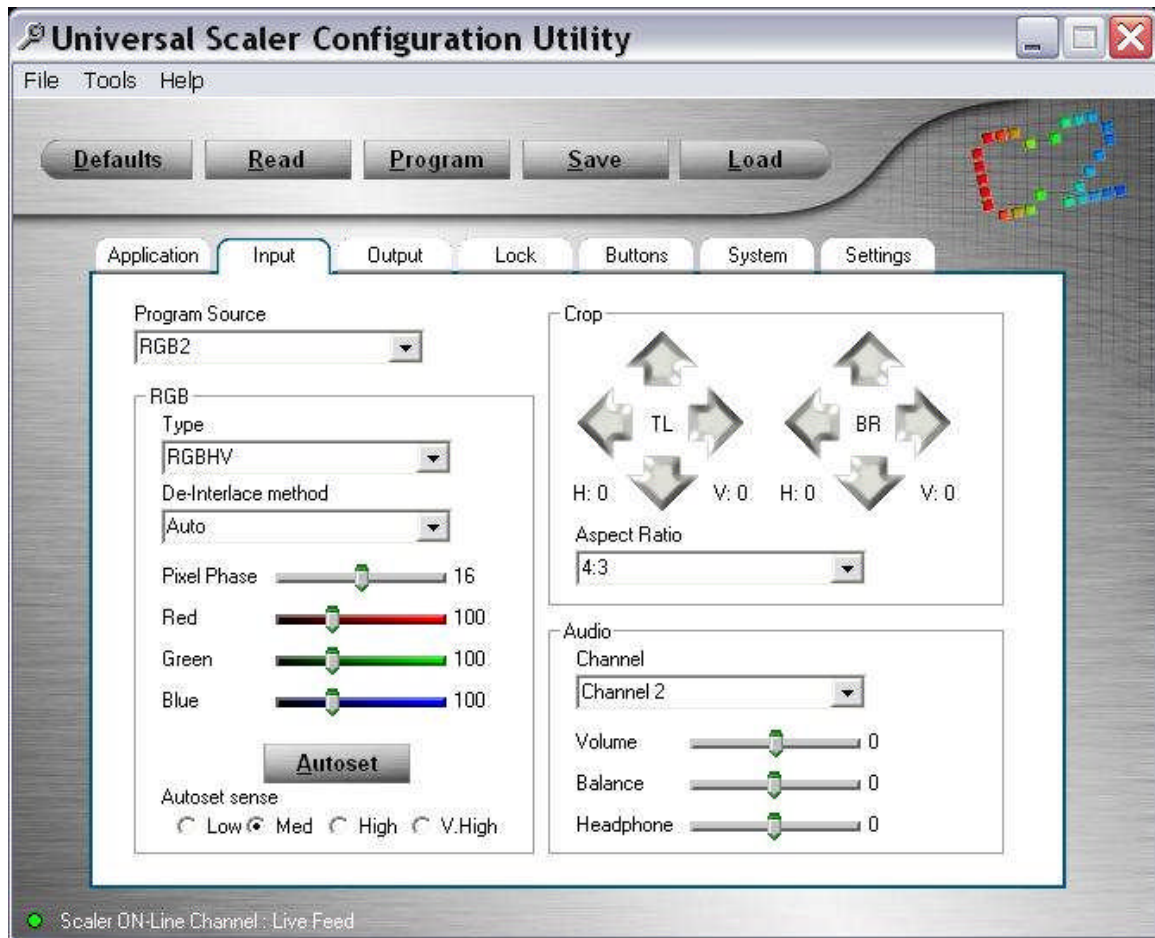 Universal Scaler Configuration Utility
File Tools Help
Defaults Read Program Save Load
C2
Application Input Output Lock Buttons System Settings
Program Source
RGB2
RGB
Type
RGBHV
De-Interlace method
Auto
Pixel Phase 16
Red 100
Green 100
Blue 100
Autoset
Autoset sense
Low Med High V.High
Crop
TL BR
H: 0 V: 0 H: 0 V: 0
Aspect Ratio
4:3
Audio
Channel
Channel 2
Volume 0
Balance 0
Headphone 0
Scaler ON-Line Channel : Live Feed